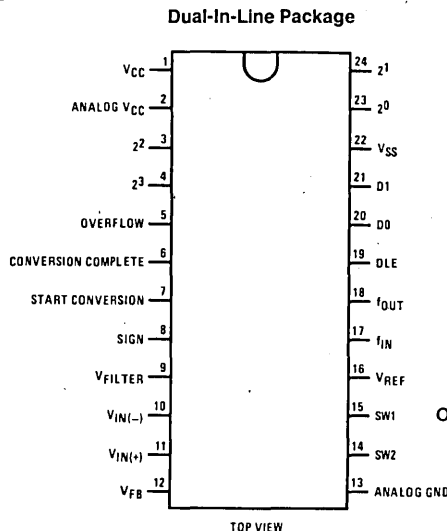 Dual-In-Line Package
VCC 1
ANALOG VCC 2
2² 3
2³ 4
OVERFLOW 5
CONVERSION COMPLETE 6
START CONVERSION 7
SIGN 8
VFILTER 9
VIN(−) 10
VIN(+) 11
VFB 12
24 2¹
23 2⁰
22 VSS
21 D1
20 D0
19 DLE
18 fOUT
17 fIN
16 VREF
15 SW1
14 SW2
13 ANALOG GND
O
TOP VIEW